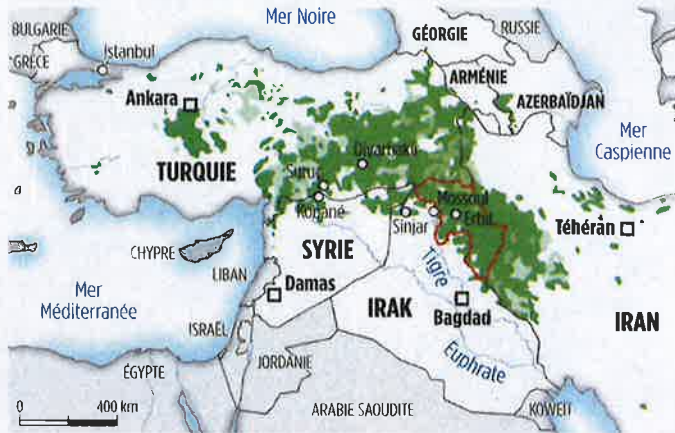 Mer Noire
BULGARIE
GÉORGIE
RUSSIE
GRÈCE
Istanbul
ARMÉNIE
Ankara
AZERBAÏDJAN
Mer
Caspienne
TURQUIE
Diyarbakir
Suruç
Kobané
Mossoul
Erbil
Sinjar
Téhéran
CHYPRE
SYRIE
LIBAN
Tigre
Mer
Méditerranée
Damas
IRAK
Bagdad
IRAN
ISRAËL
Euphrate
JORDANIE
ÉGYPTE
ARABIE SAOUDITE
KOWEIT
0 400 km